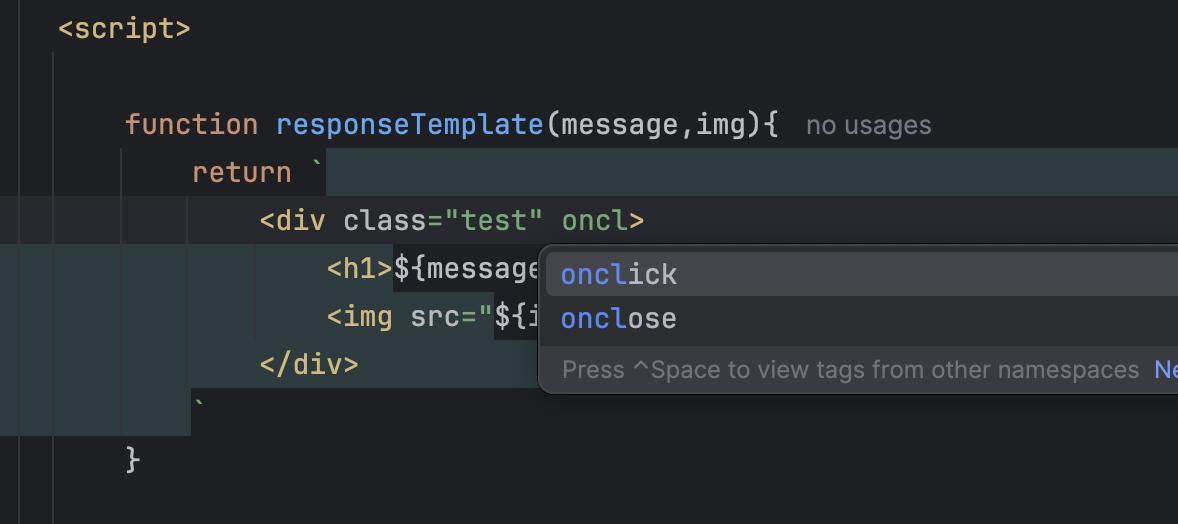 <script>
function responseTemplate(message,img){ no usages
return `
<div class="test" oncl>
<h1>${message
<img src="${i
</div>
`
}
onclick
onclose
Press ^Space to view tags from other namespaces